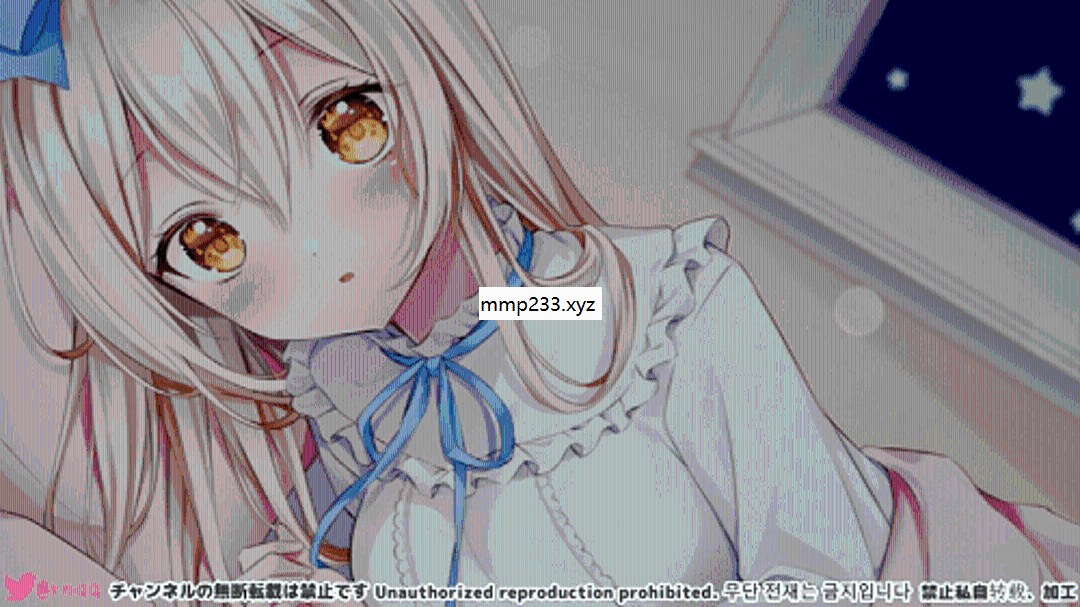 mmp233.xyz
チャンネルの無断転載は禁止です Unauthorized reproduction prohibited. 무단 전재는 금지입니다 禁止私自转载、加工